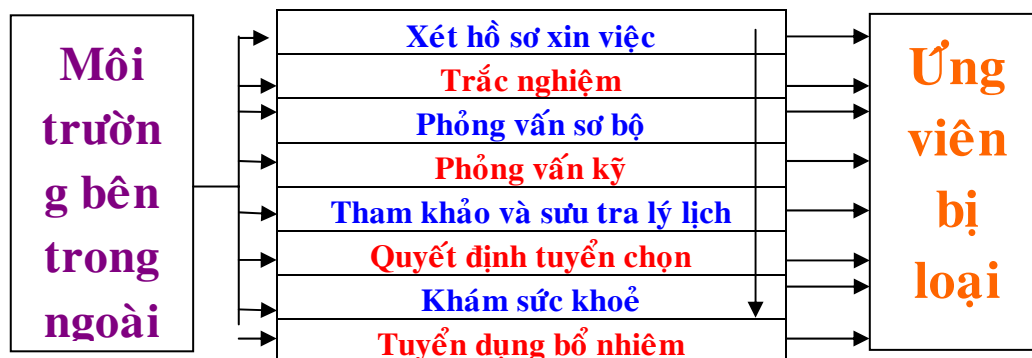 Môi
trườn
g bên
trong
ngoài
Xét hồ sơ xin việc
Trắc nghiệm
Phỏng vấn sơ bộ
Phỏng vấn kỹ
Tham khảo và sưu tra lý lịch
Quyết định tuyển chọn
Khám sức khoẻ
Tuyển dụng bổ nhiệm
Ứng
viên
bị
loại